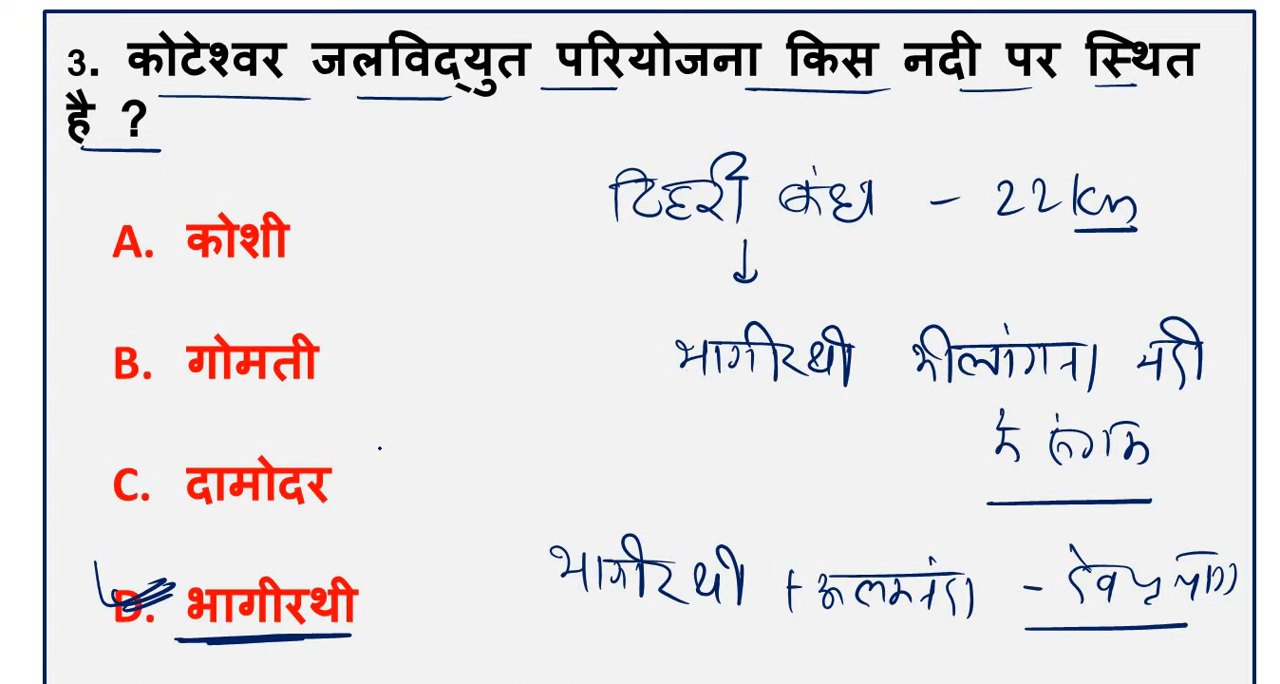 3. कोटेश्वर जलविद्युत परियोजना किस नदी पर स्थित
है ?
टिहरी बंध - 22 km
A. कोशी
भागीरथी भीलांगना नदी
B. गोमती
के संगम
C. दामोदर
भागीरथी + अलकनंदा - देवप्रयाग
D. भागीरथी